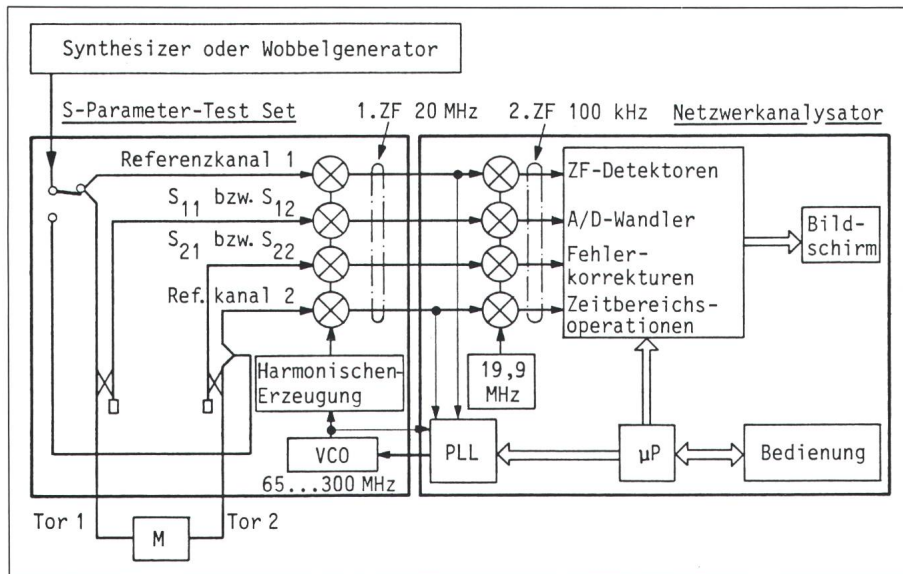 Synthesizer oder Wobbelgenerator
S-Parameter-Test Set
1.ZF 20 MHz
2.ZF 100 kHz
Netzwerkanalysator
Referenzkanal 1
S11 bzw. S12
S21 bzw. S22
Ref.kanal 2
ZF-Detektoren
A/D-Wandler
Fehler-
korrekturen
Zeitbereichs-
operationen
Bild-
schirm
Harmonischen-
Erzeugung
19,9
MHz
VCO
65...300 MHz
PLL
µP
Bedienung
Tor 1
M
Tor 2